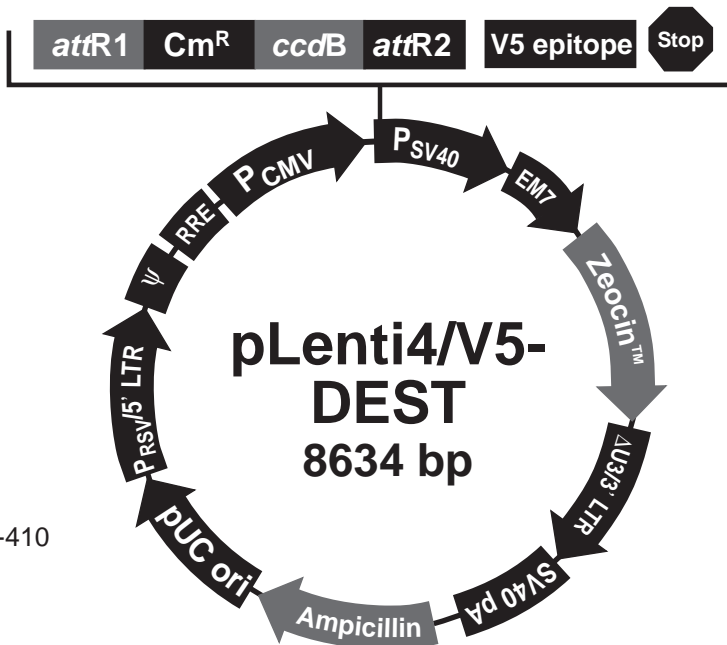 attR1 CmR ccdB attR2 V5 epitope Stop
PCMV
PSV40
EM7
Zeocin™
ΔU3/3' LTR
SV40 pA
Ampicillin
pUC ori
PRSV/5' LTR
ψ
RRE
pLenti4/V5-
DEST
8634 bp
-410